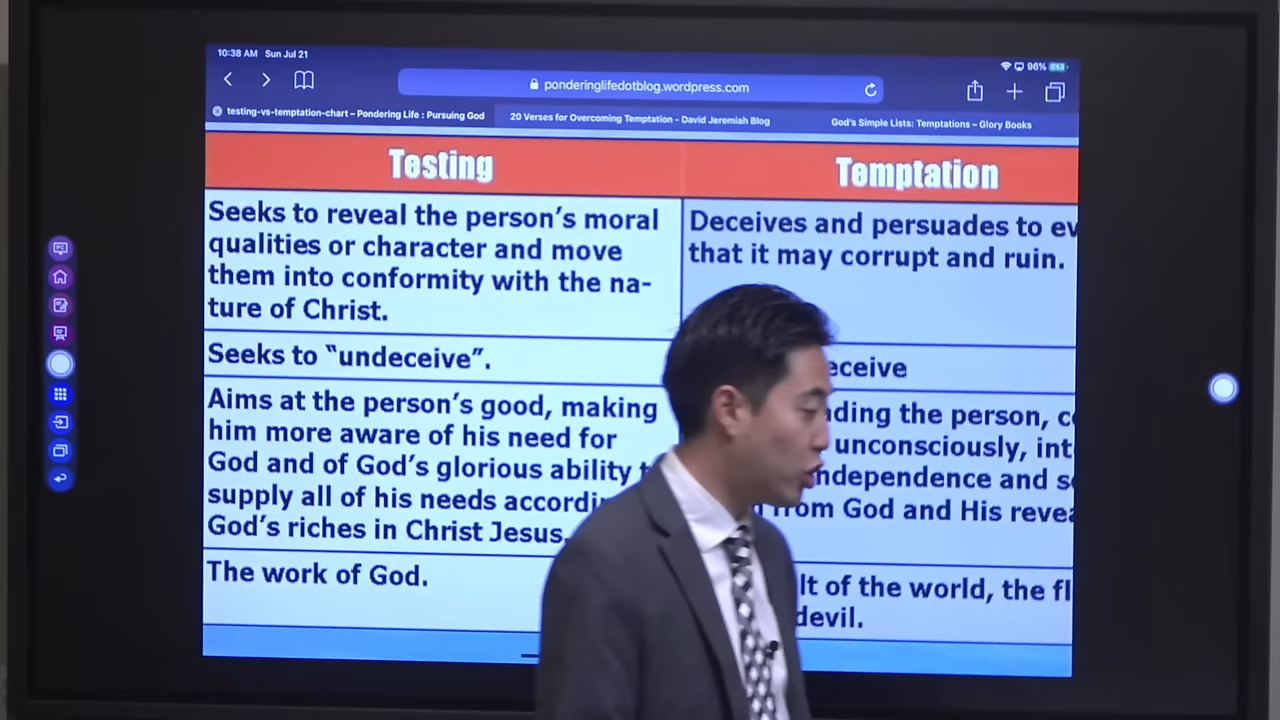 10:38 AM Sun Jul 21
96%
ponderinglifedotblog.wordpress.com
testing-vs-temptation-chart – Pondering Life : Pursuing God
20 Verses for Overcoming Temptation - David Jeremiah Blog
God's Simple Lists: Temptations – Glory Books
Testing
Temptation
Seeks to reveal the person's moral
qualities or character and move
them into conformity with the na-
ture of Christ.
Deceives and persuades to ev
that it may corrupt and ruin.
Seeks to "undeceive".
eceive
Aims at the person's good, making
him more aware of his need for
God and of God's glorious ability
supply all of his needs accordi
God's riches in Christ Jesus.
ding the person, c
unconsciously, int
ndependence and s
from God and His revea
The work of God.
lt of the world, the fl
devil.